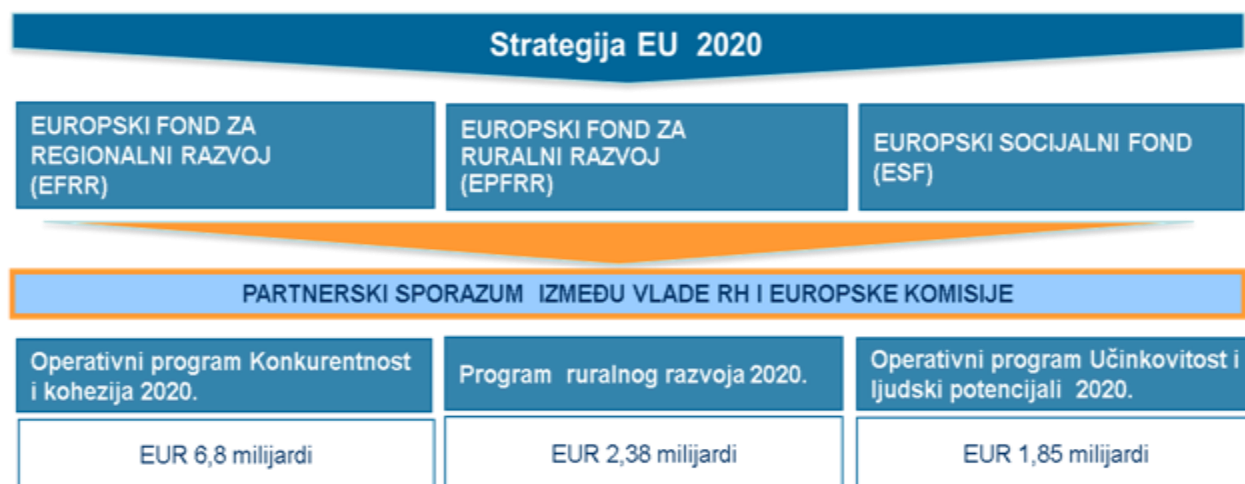 Strategija EU 2020
EUROPSKI FOND ZA
REGIONALNI RAZVOJ
(EFRR)
EUROPSKI FOND ZA
RURALNI RAZVOJ
(EPFRR)
EUROPSKI SOCIJALNI FOND
(ESF)
PARTNERSKI SPORAZUM IZMEĐU VLADE RH I EUROPSKE KOMISIJE
Operativni program Konkurentnost
i kohezija 2020.
Program ruralnog razvoja 2020.
Operativni program Učinkovitost i
ljudski potencijali 2020.
EUR 6,8 milijardi
EUR 2,38 milijardi
EUR 1,85 milijardi